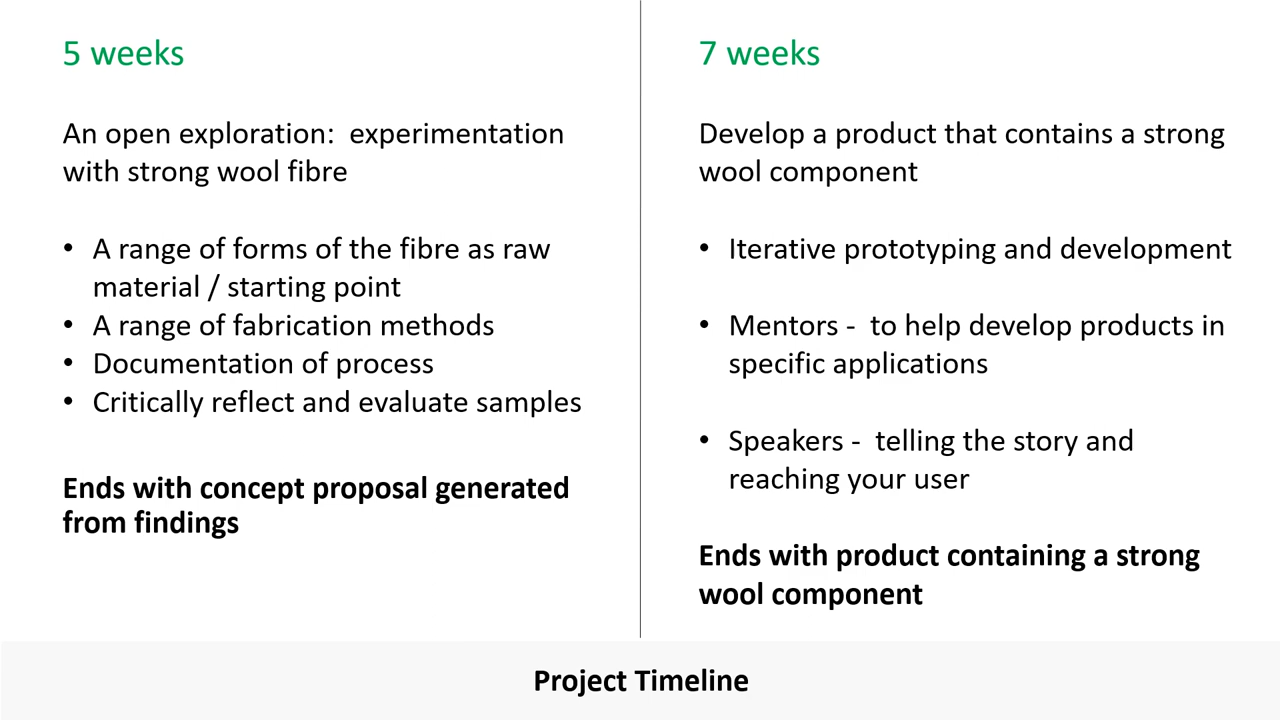 5 weeks
An open exploration:  experimentation
with strong wool fibre
• A range of forms of the fibre as raw
material / starting point
• A range of fabrication methods
• Documentation of process
• Critically reflect and evaluate samples
Ends with concept proposal generated
from findings
7 weeks
Develop a product that contains a strong
wool component
• Iterative prototyping and development
• Mentors -  to help develop products in
specific applications
• Speakers -  telling the story and
reaching your user
Ends with product containing a strong
wool component
Project Timeline